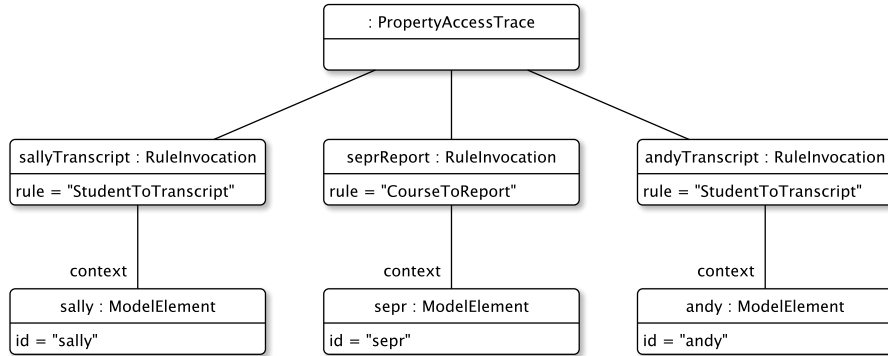 : PropertyAccessTrace
sallyTranscript : RuleInvocation
rule = "StudentToTranscript"
seprReport : RuleInvocation
rule = "CourseToReport"
andyTranscript : RuleInvocation
rule = "StudentToTranscript"
context
context
context
sally : ModelElement
id = "sally"
sepr : ModelElement
id = "sepr"
andy : ModelElement
id = "andy"